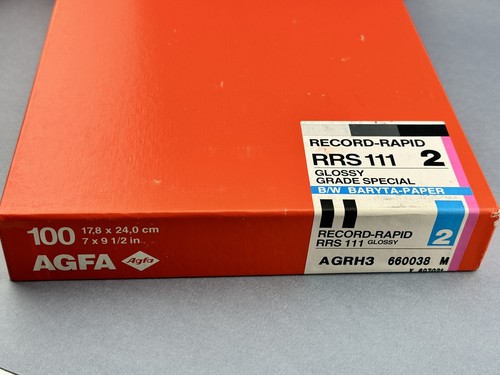 RECORD-RAPID
RRS 111 2
GLOSSY
GRADE SPECIAL
B/W BARYTA-PAPER
100 17,8 x 24,0 cm
7 x 9 1/2 in
AGFA Agfa
RECORD-RAPID
RRS 111 GLOSSY 2
AGRH3 660038 M